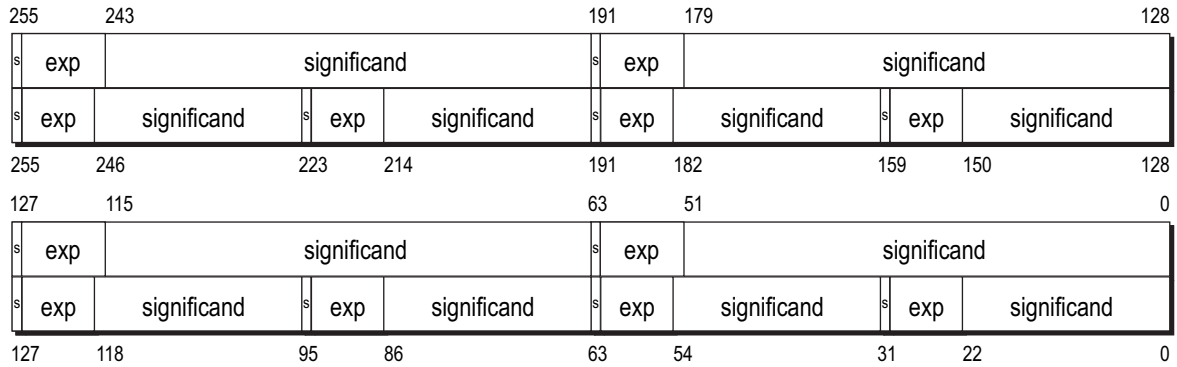 255 243 191 179 128
s exp significand s exp significand
s exp significand s exp significand s exp significand s exp significand
255 246 223 214 191 182 159 150 128
127 115 63 51 0
s exp significand s exp significand
s exp significand s exp significand s exp significand s exp significand
127 118 95 86 63 54 31 22 0